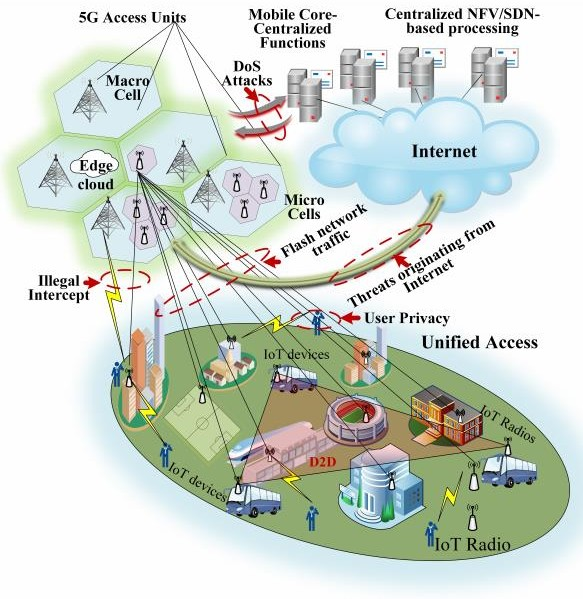 5G Access Units
Mobile Core-
Centralized
Functions
Centralized NFV/SDN-
based processing
DoS
Attacks
Macro
Cell
Edge
cloud
Internet
Micro
Cells
Flash network
traffic
Threats originating from
Internet
Illegal
Intercept
User Privacy
Unified Access
IoT devices
IoT Radios
D2D
IoT devices
IoT Radio